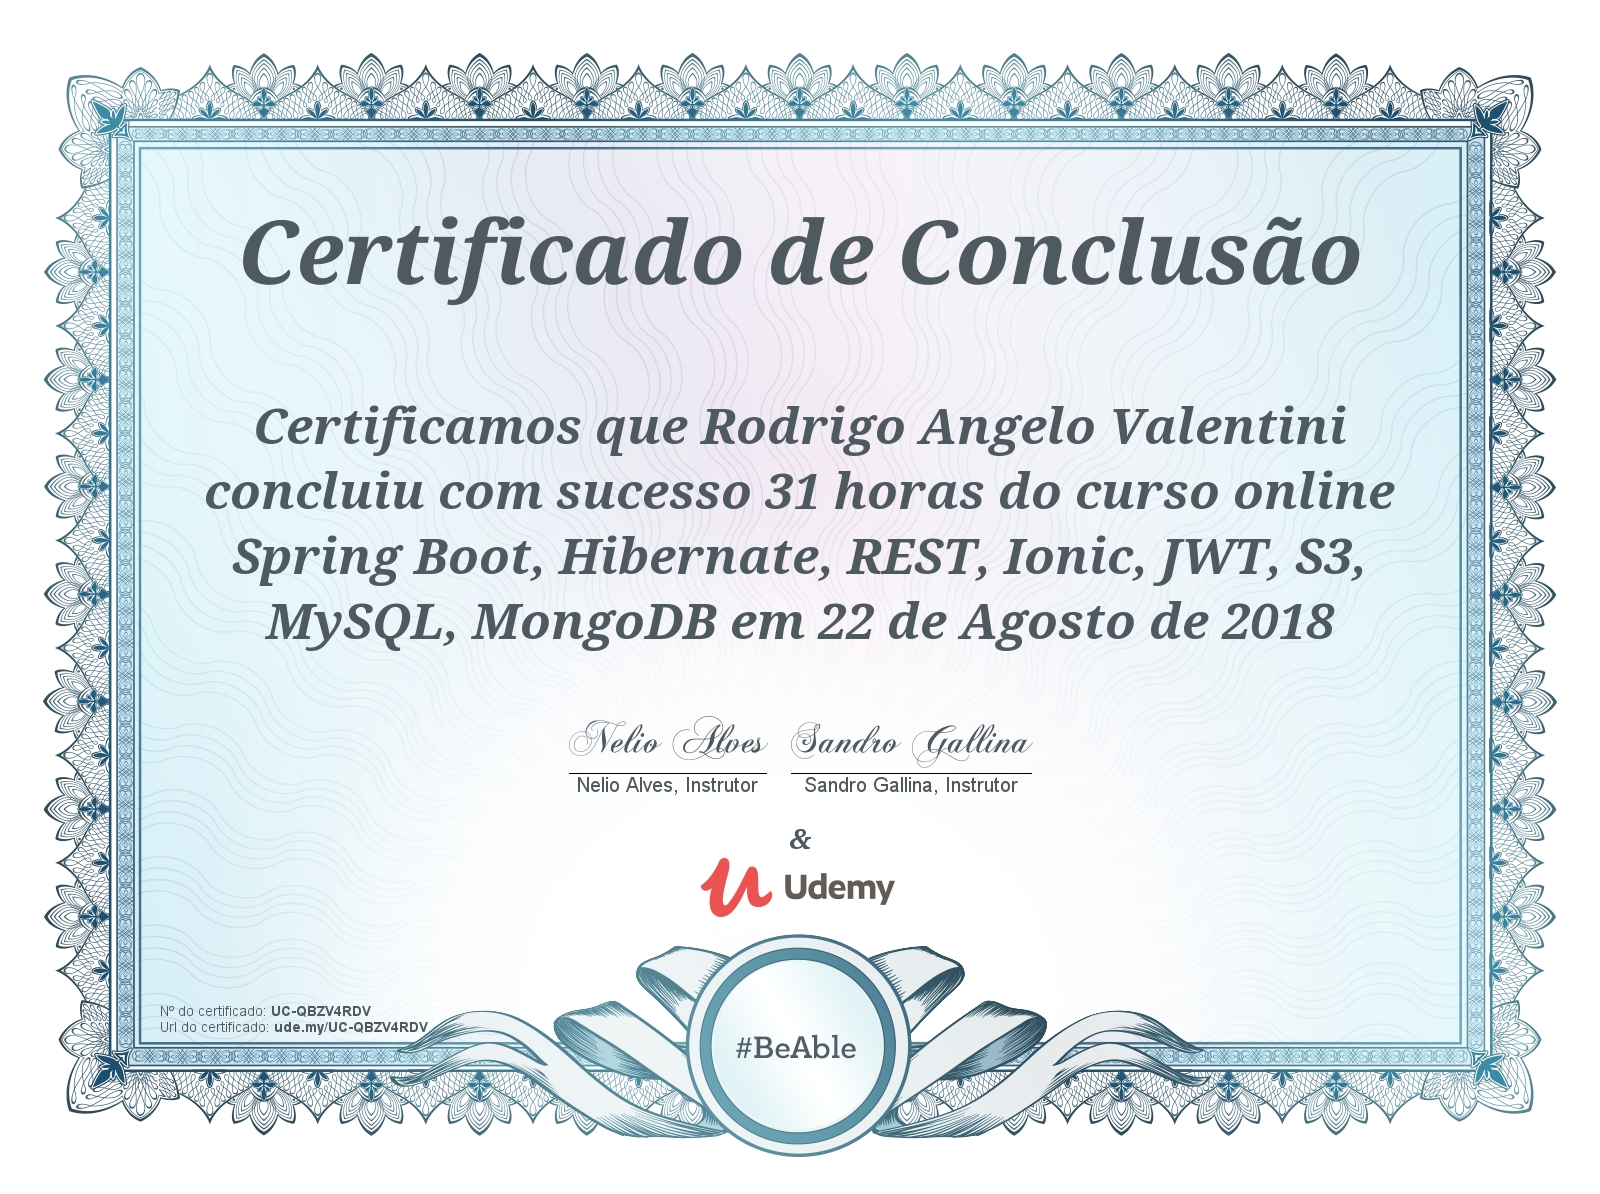 Certificado de Conclusão
Certificamos que Rodrigo Angelo Valentini
concluiu com sucesso 31 horas do curso online
Spring Boot, Hibernate, REST, Ionic, JWT, S3,
MySQL, MongoDB em 22 de Agosto de 2018
Nelio Alves Sandro Gallina
Nelio Alves, Instrutor Sandro Gallina, Instrutor
&
Udemy
Nº do certificado: UC-QBZV4RDV
Url do certificado: ude.my/UC-QBZV4RDV
#BeAble